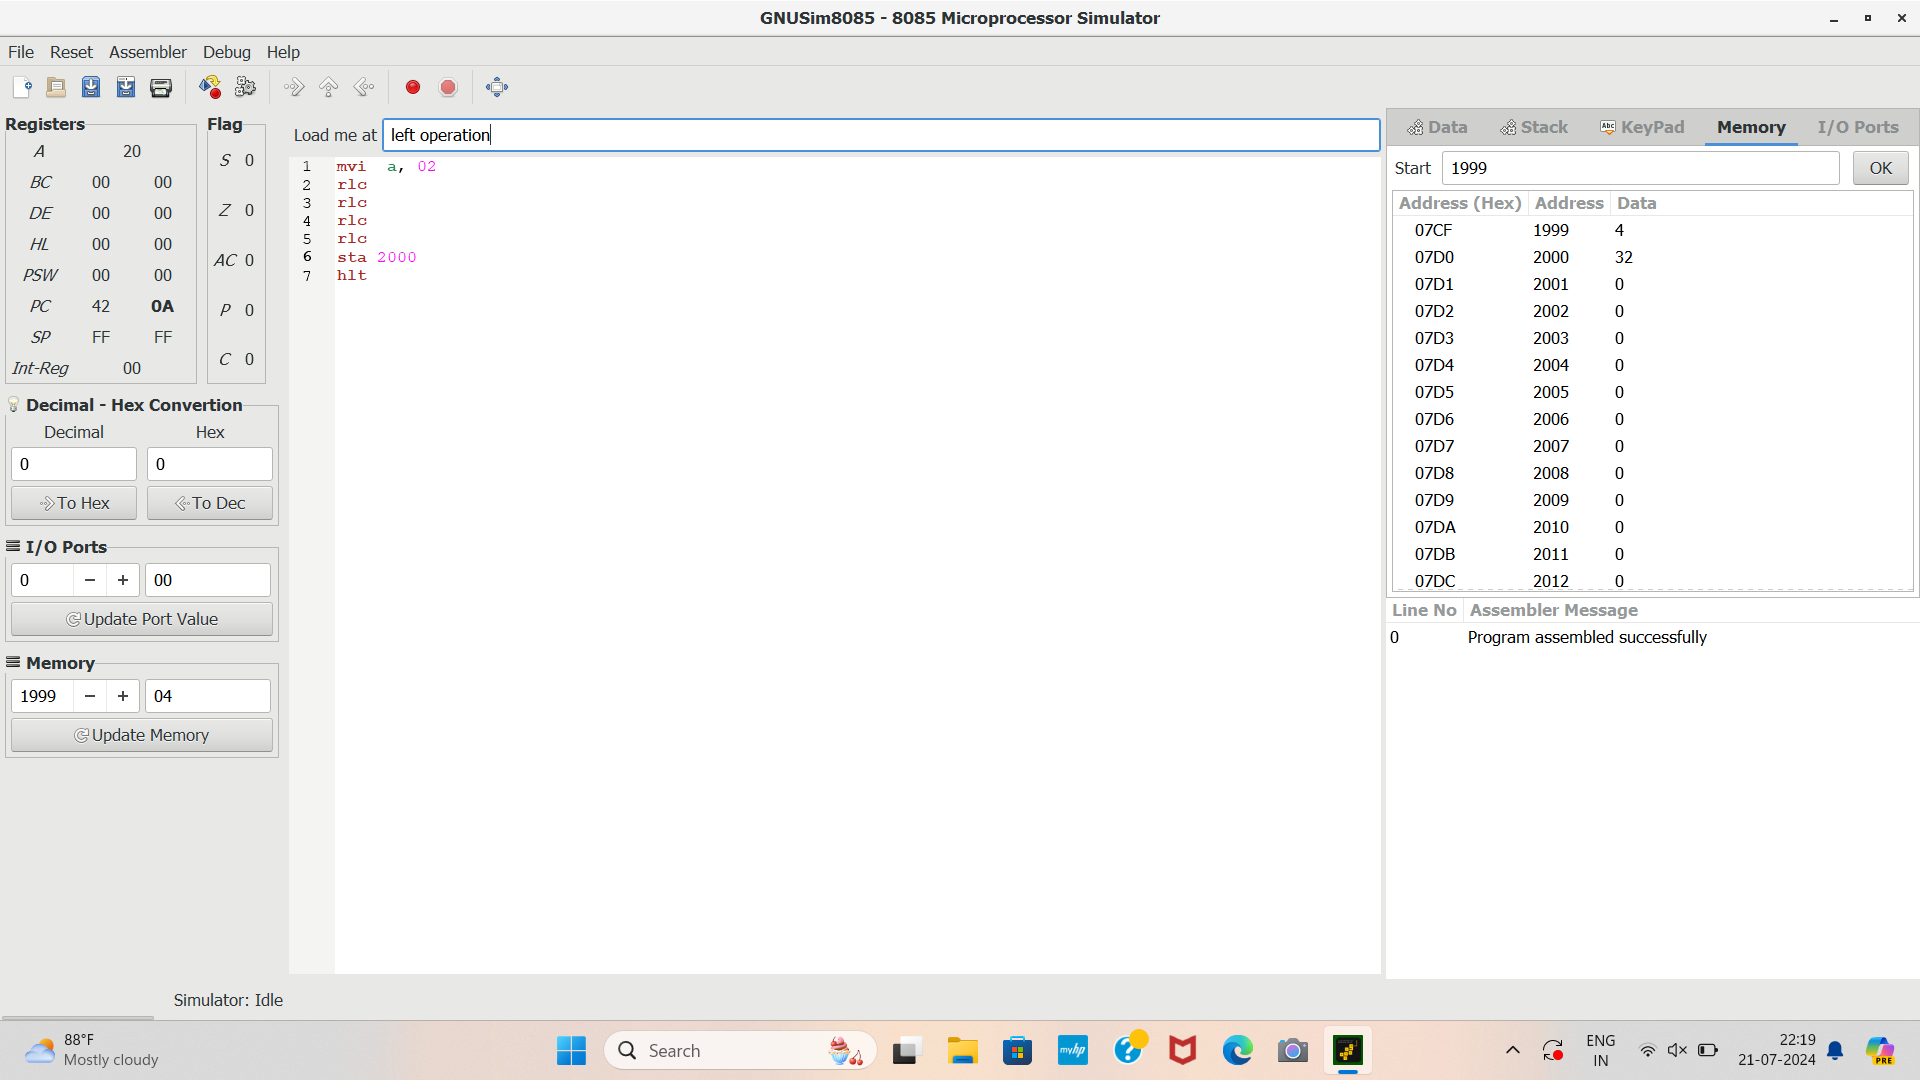 GNUSim8085 - 8085 Microprocessor Simulator
File Reset Assembler Debug Help
Registers
A 20
BC 00 00
DE 00 00
HL 00 00
PSW 00 00
PC 42 0A
SP FF FF
Int-Reg 00
Flag
S 0
Z 0
AC 0
P 0
C 0
Decimal - Hex Convertion
Decimal Hex
0 0
To Hex To Dec
I/O Ports
0 − + 00
Update Port Value
Memory
1999 − + 04
Update Memory
Load me at left operation
1 mvi a, 02
2 rlc
3 rlc
4 rlc
5 rlc
6 sta 2000
7 hlt
Data Stack Abc KeyPad Memory I/O Ports
Start 1999 OK
Address (Hex) Address Data
07CF 1999 4
07D0 2000 32
07D1 2001 0
07D2 2002 0
07D3 2003 0
07D4 2004 0
07D5 2005 0
07D6 2006 0
07D7 2007 0
07D8 2008 0
07D9 2009 0
07DA 2010 0
07DB 2011 0
07DC 2012 0
Line No Assembler Message
0 Program assembled successfully
Simulator: Idle
88°F
Mostly cloudy
Search
myhp
ENG
IN
22:19
21-07-2024
PRE